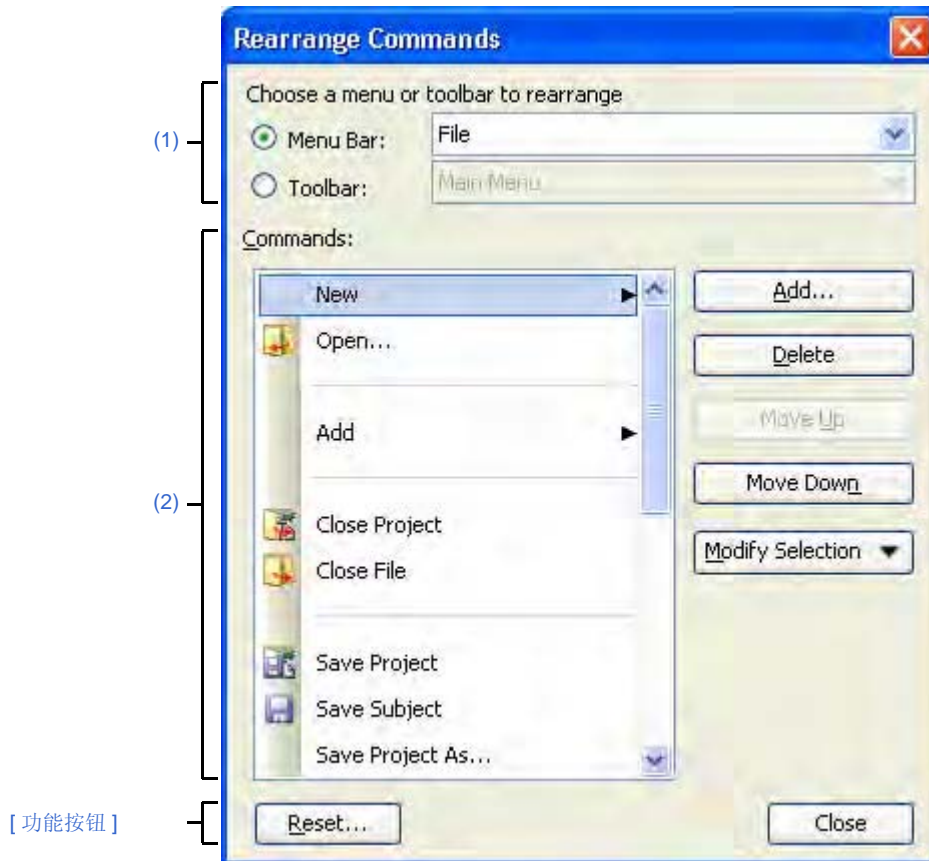 Rearrange Commands
Choose a menu or toolbar to rearrange
(1)
Menu Bar:
File
Toolbar:
Main Menu
(2)
Commands:
New
Open...
Add
Close Project
Close File
Save Project
Save Subject
Save Project As...
Add...
Delete
Move Up
Move Down
Modify Selection
[ 功能按钮 ]
Reset...
Close